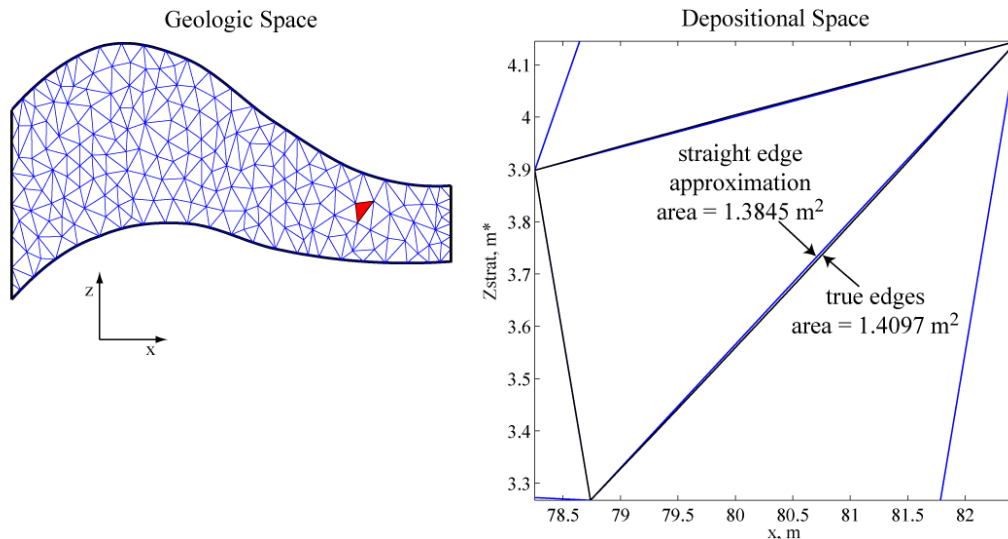 Geologic Space
z
x
Depositional Space
4.1
4
3.9
3.8
3.7
3.6
3.5
3.4
3.3
Zstrat, m*
straight edge
approximation
area = 1.3845 m²
true edges
area = 1.4097 m²
78.5 79 79.5 80 80.5 81 81.5 82
x, m